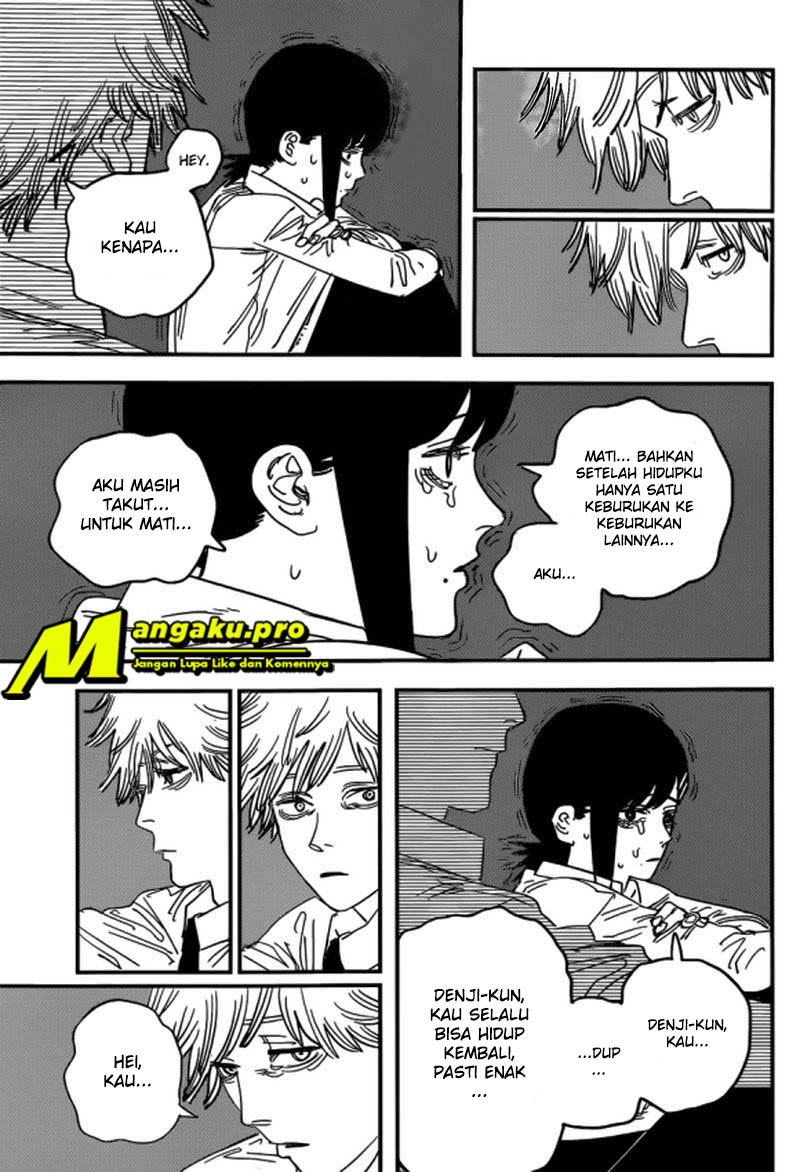 HEY.
KAU
KENAPA...
MATI... BAHKAN
SETELAH HIDUPKU
HANYA SATU
KEBURUKAN KE
KEBURUKAN
LAINNYA...
AKU...
AKU MASIH
TAKUT...
UNTUK MATI...
Mangaku.pro
Jangan Lupa Like dan Komennya
DENJI-KUN,
KAU...
...DUP
...
DENJI-KUN,
KAU SELALU
BISA HIDUP
KEMBALI,
PASTI ENAK
...
HEI,
KAU...